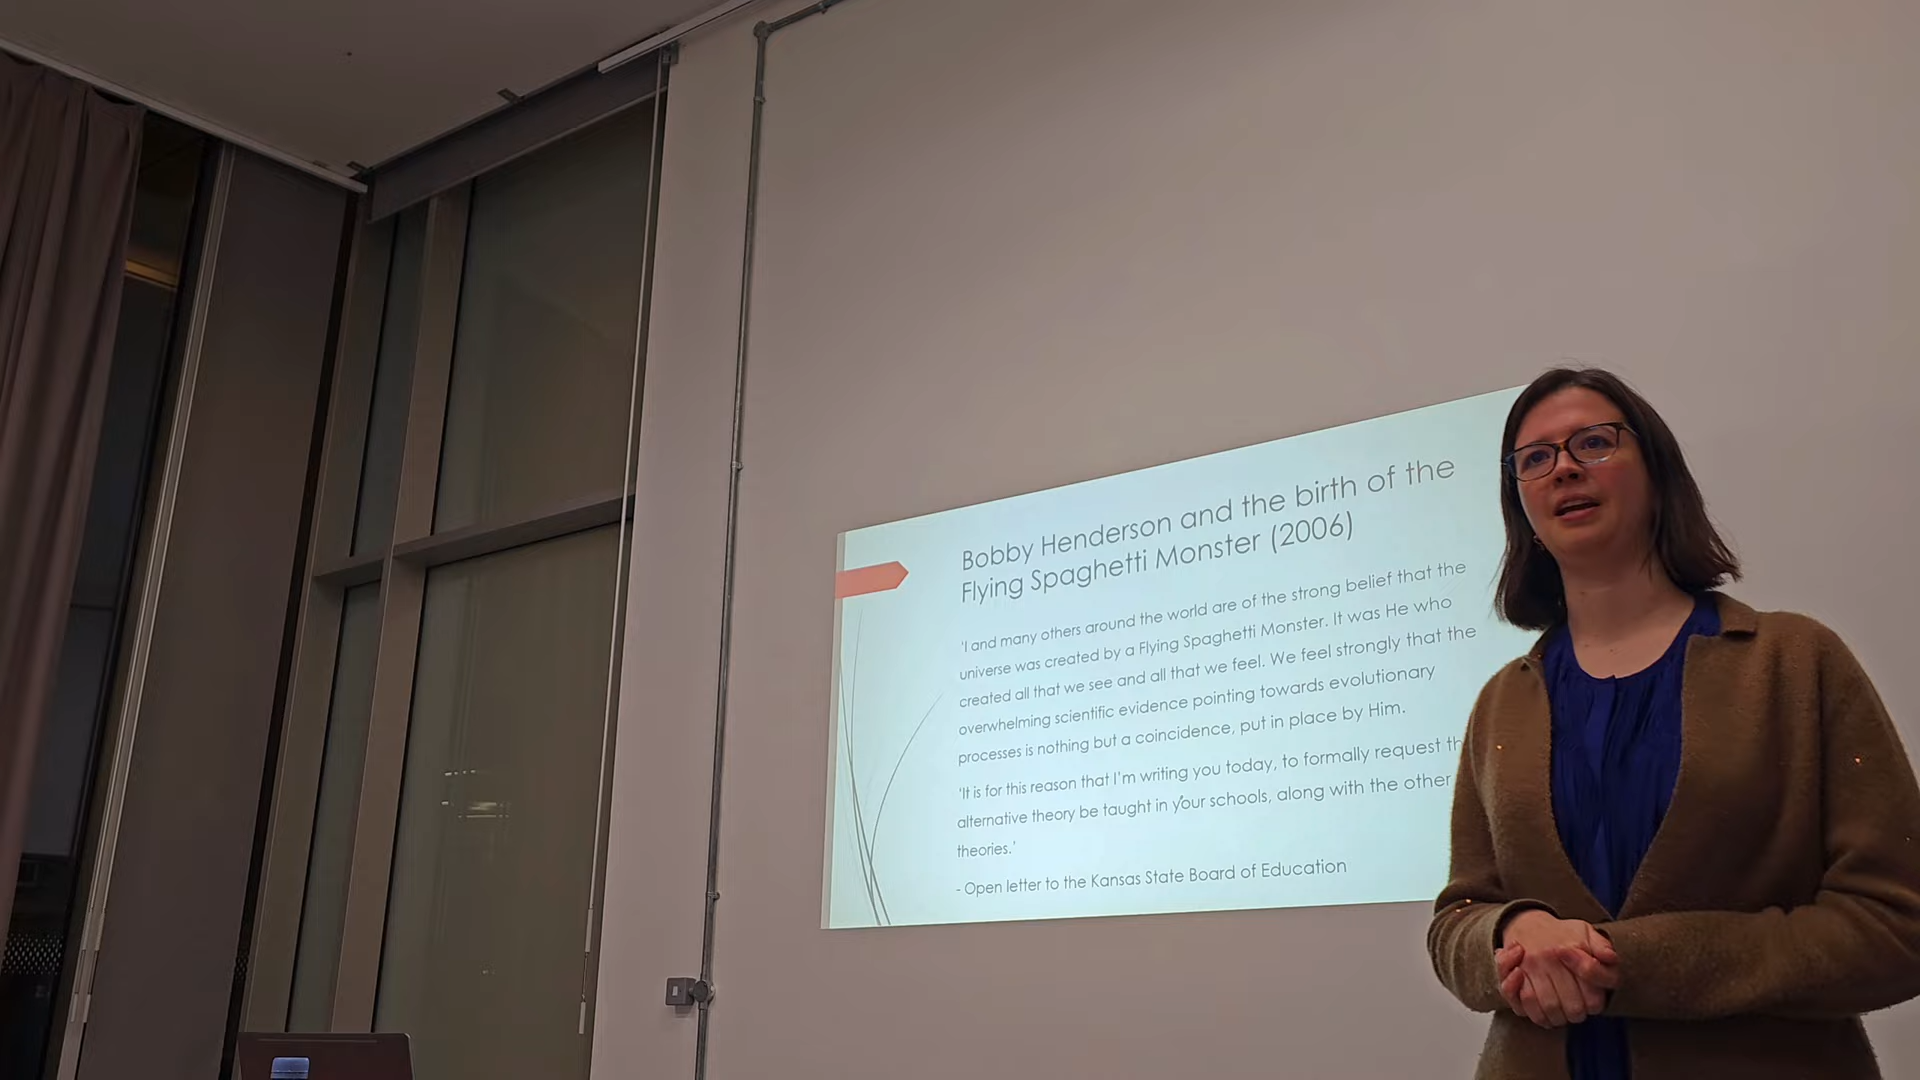 Bobby Henderson and the birth of the
Flying Spaghetti Monster (2006)
'I and many others around the world are of the strong belief that the
universe was created by a Flying Spaghetti Monster. It was He who
created all that we see and all that we feel. We feel strongly that the
overwhelming scientific evidence pointing towards evolutionary
processes is nothing but a coincidence, put in place by Him.
'It is for this reason that I'm writing you today, to formally request
alternative theory be taught in your schools, along with the other
theories.'
- Open letter to the Kansas State Board of Education